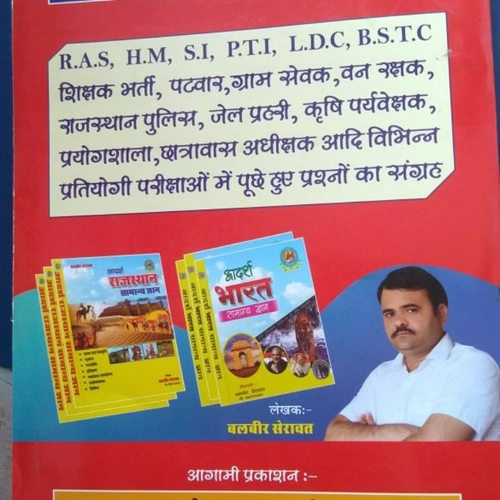 R.A.S, H.M, S.I, P.T.I, L.D.C, B.S.T.C
शिक्षक भर्ती, पटवार, ग्राम सेवक, वन रक्षक,
राजस्थान पुलिस, जेल प्रहरी, कृषि पर्यवेक्षक,
प्रयोगशाला, छात्रावास अधीक्षक आदि विभिन्न
प्रतियोगी परीक्षाओं में पूछे हुए प्रश्नों का संग्रह
आदर्श
राजस्थान
सामान्य ज्ञान
आदर्श
भारत
सामान्य ज्ञान
लेखक:-
बलबीर सेरावत
आगामी प्रकाशन :-